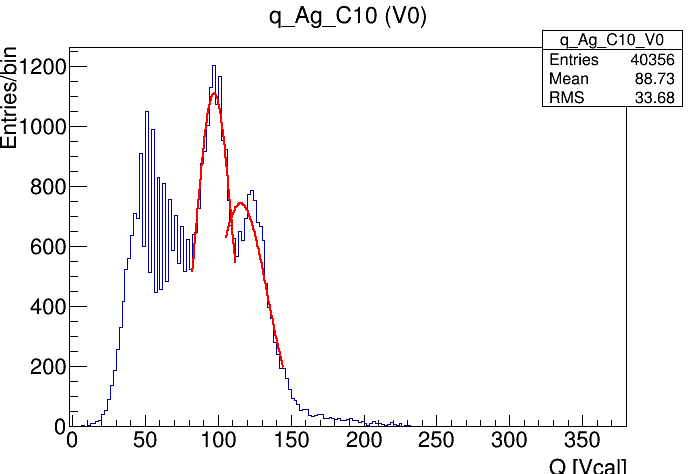 q_Ag_C10 (V0)
q_Ag_C10_V0
Entries 40356
Mean 88.73
RMS 33.68
Entries/bin
1200
1000
800
600
400
200
0
0 50 100 150 200 250 300 350
Q [Vcal]